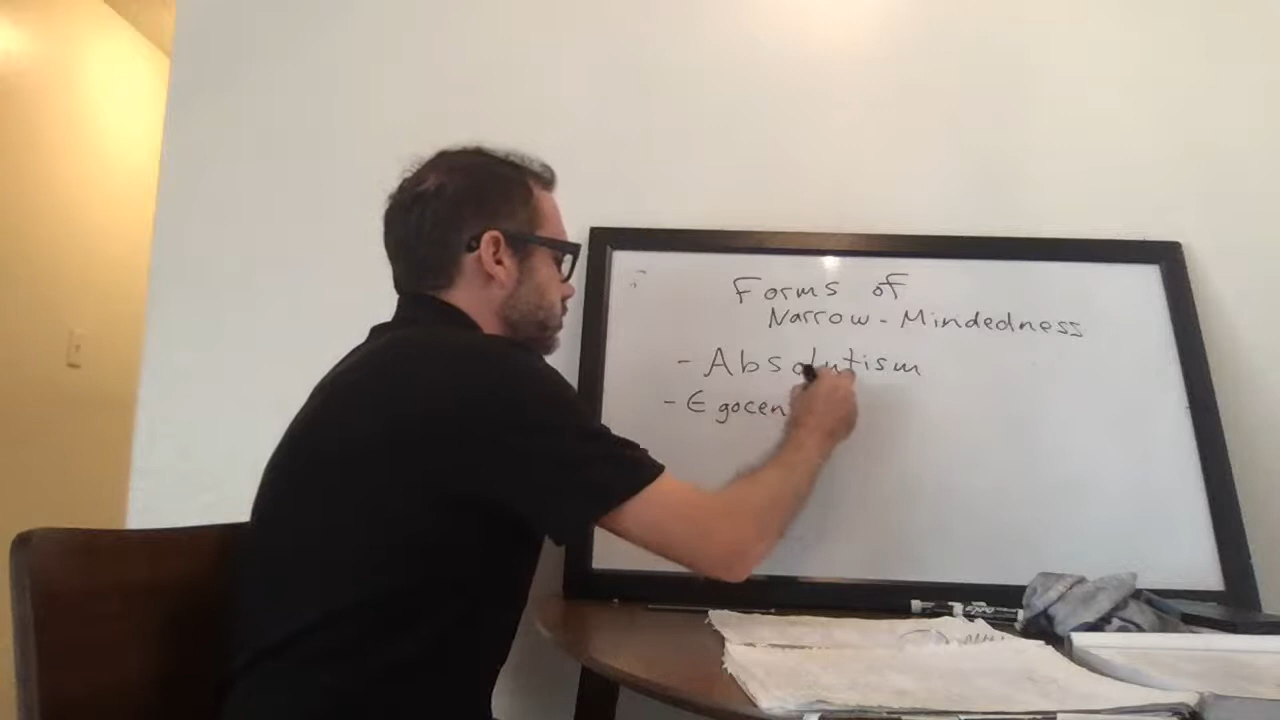 Forms of
Narrow-Mindedness
- Absolutism
- Egocen